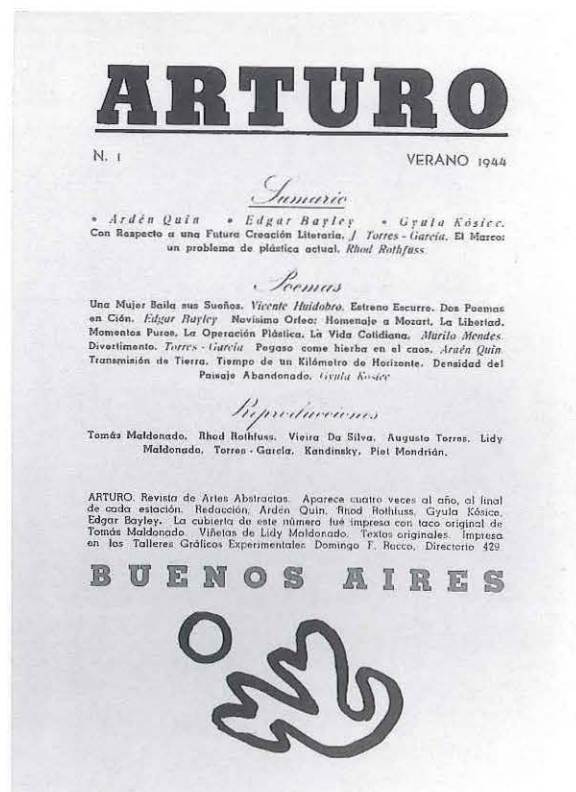 ARTURO
N. 1 VERANO 1944
Sumario
• Ardén Quin • Edgar Bayley • Gyula Kósice.
Con Respecto a una Futura Creación Literaria. J. Torres - García. El Marco:
un problema de plástica actual. Rhod Rothfuss.
Poemas
Una Mujer Baila sus Sueños. Vicente Huidobro. Estreno Escurre. Dos Poemas
en Ción. Edgar Bayley Novísimo Orfeo: Homenaje a Mozart. La Libertad.
Momentos Puros. La Operación Plástica. La Vida Cotidiana. Murilo Mendes.
Divertimento. Torres - García Pegaso come hierba en el caos. Ardén Quin.
Transmisión de Tierra. Tiempo de un Kilómetro de Horizonte. Densidad del
Paisaje Abandonado. Gyula Kósice
Reproducciones
Tomás Maldonado. Rhod Rothfuss. Vieira Da Silva. Augusto Torres. Lidy
Maldonado. Torres - García. Kandinsky. Piet Mondrián.
ARTURO. Revista de Artes Abstractas. Aparece cuatro veces al año, al final
de cada estación. Redacción, Ardén Quin, Rhod Rothfuss, Gyula Kósice,
Edgar Bayley. La cubierta de este número fué impresa con taco original de
Tomás Maldonado. Viñetas de Lidy Maldonado. Textos originales. Impresa
en los Talleres Gráficos Experimentales Domingo F. Rocco, Directorio 429
BUENOS AIRES